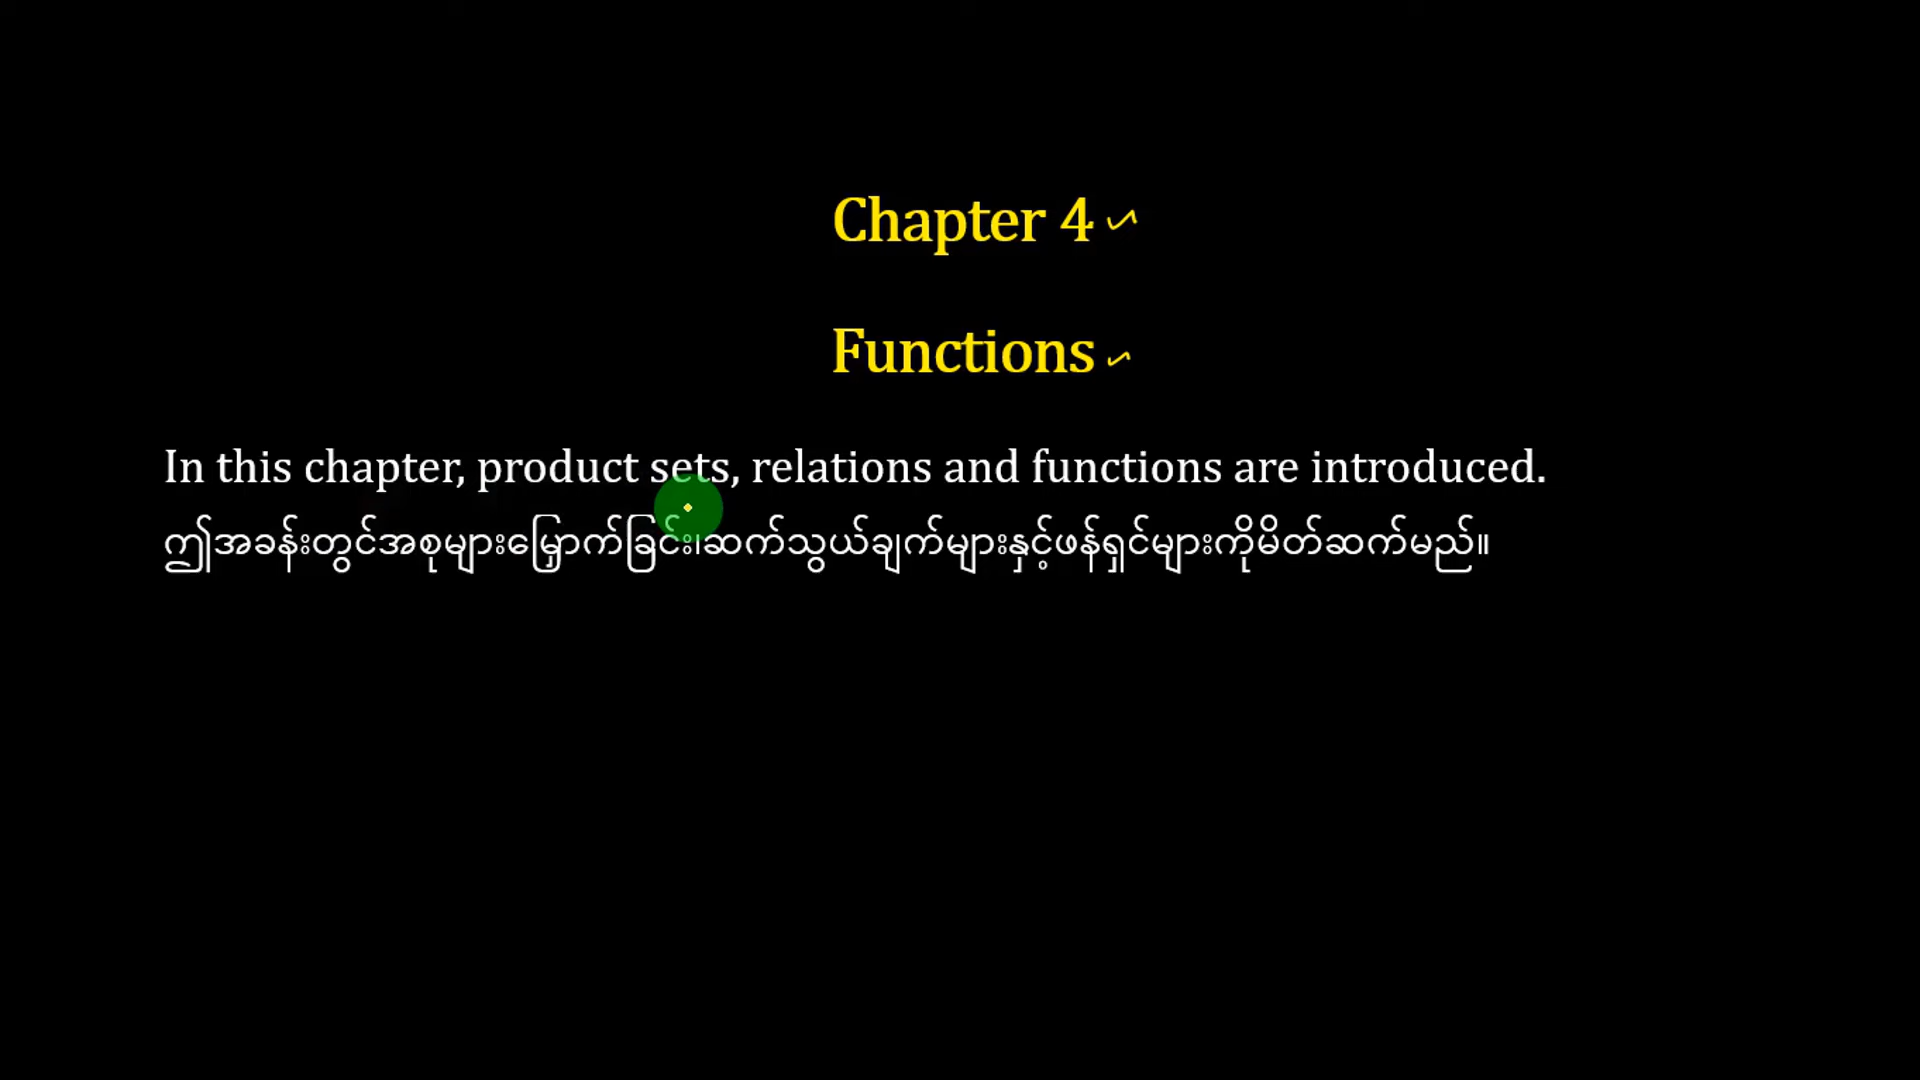 Chapter 4
Functions
In this chapter, product sets, relations and functions are introduced.
ဤအခန်းတွင်အစုများမြှောက်ခြင်း၊ဆက်သွယ်ချက်များနှင့်ဖန်ရှင်များကိုမိတ်ဆက်မည်။